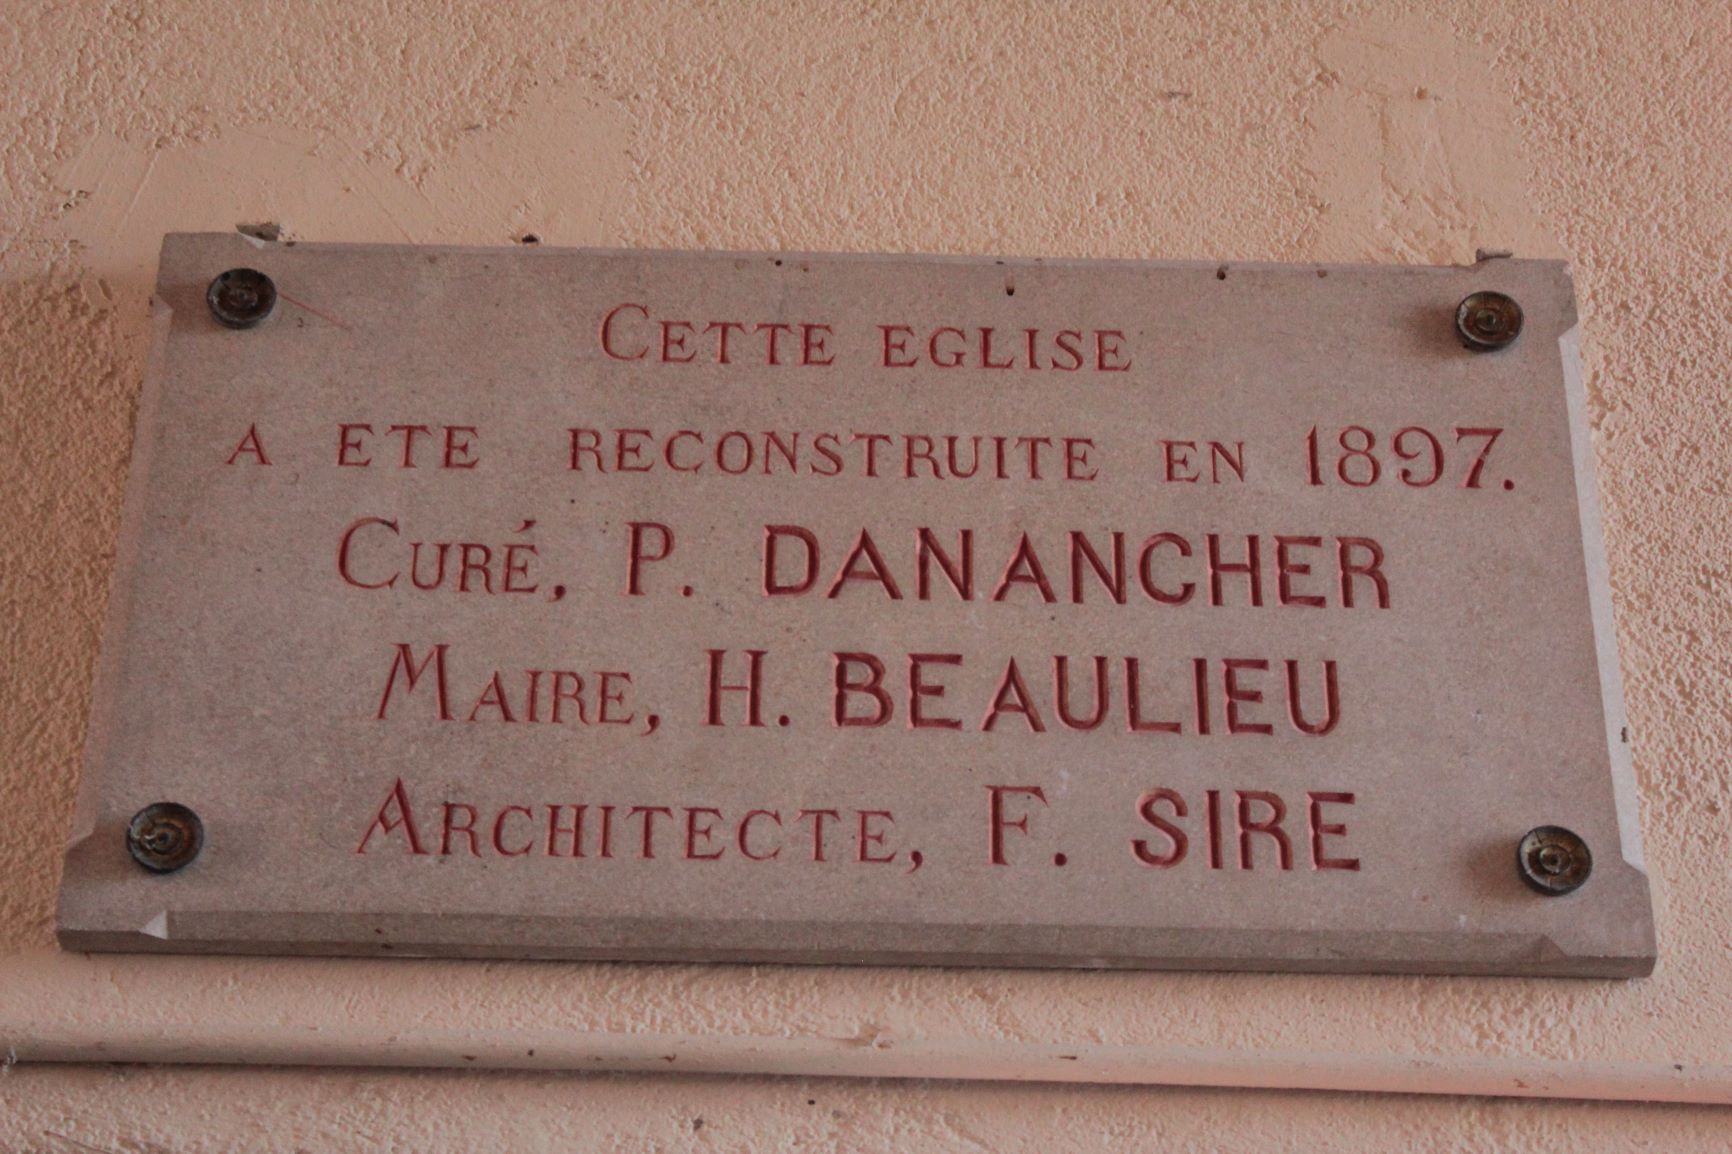 CETTE EGLISE
A ETE RECONSTRUITE EN 1897.
CURÉ, P. DANANCHER
MAIRE, H. BEAULIEU
ARCHITECTE, F. SIRE